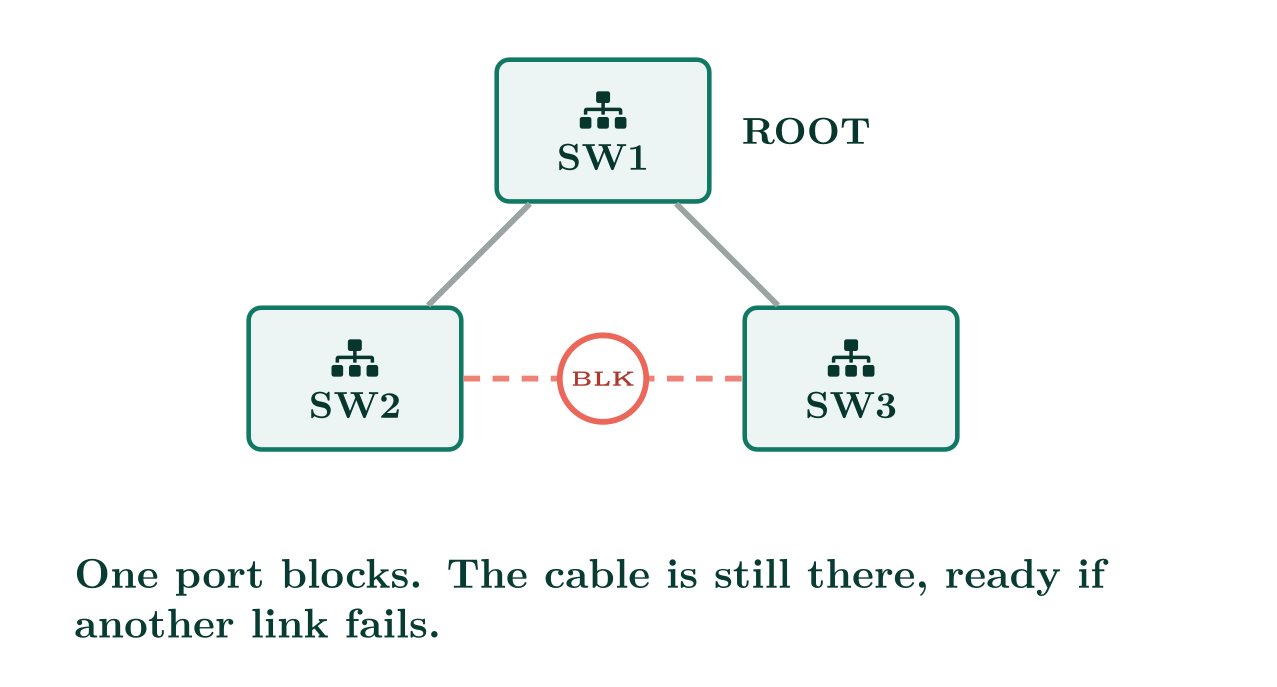 SW1
ROOT
SW2
BLK
SW3
One port blocks. The cable is still there, ready if
another link fails.